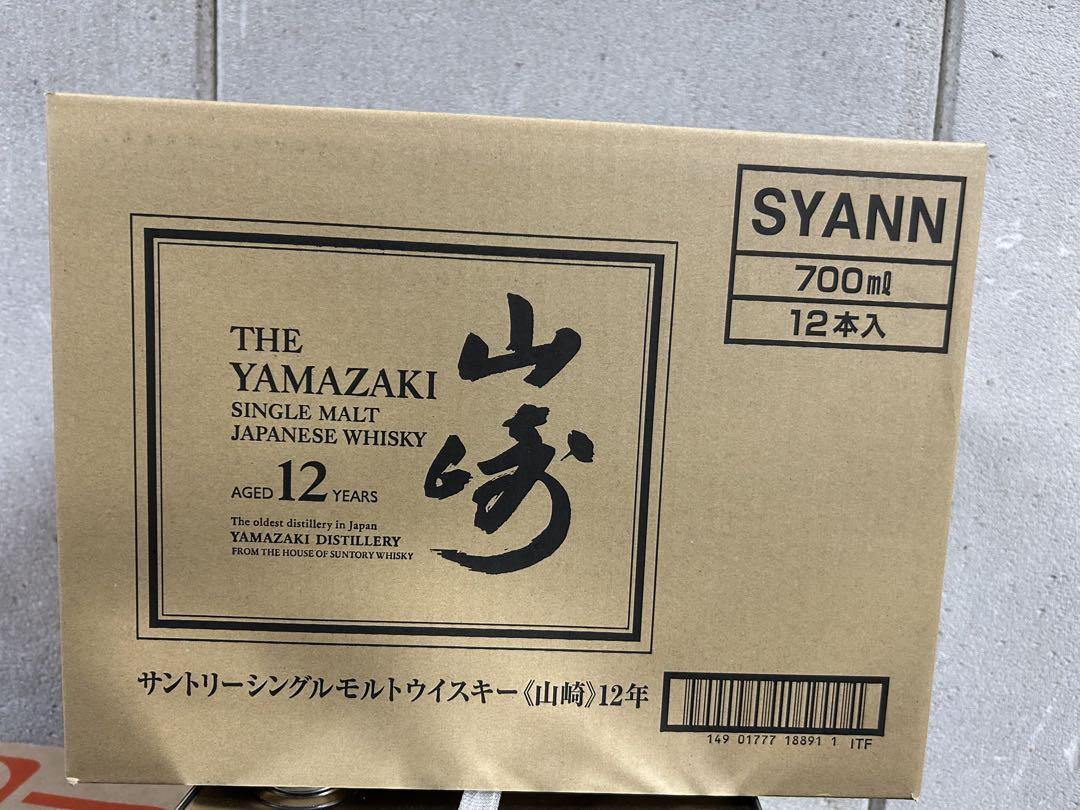 SYANN
700ml
12本入
THE
YAMAZAKI
SINGLE MALT
JAPANESE WHISKY
AGED 12 YEARS
The oldest distillery in Japan
YAMAZAKI DISTILLERY
FROM THE HOUSE OF SUNTORY WHISKY
山崎
サントリーシングルモルトウイスキー《山崎》12年
149 01777 18891 1 ITF